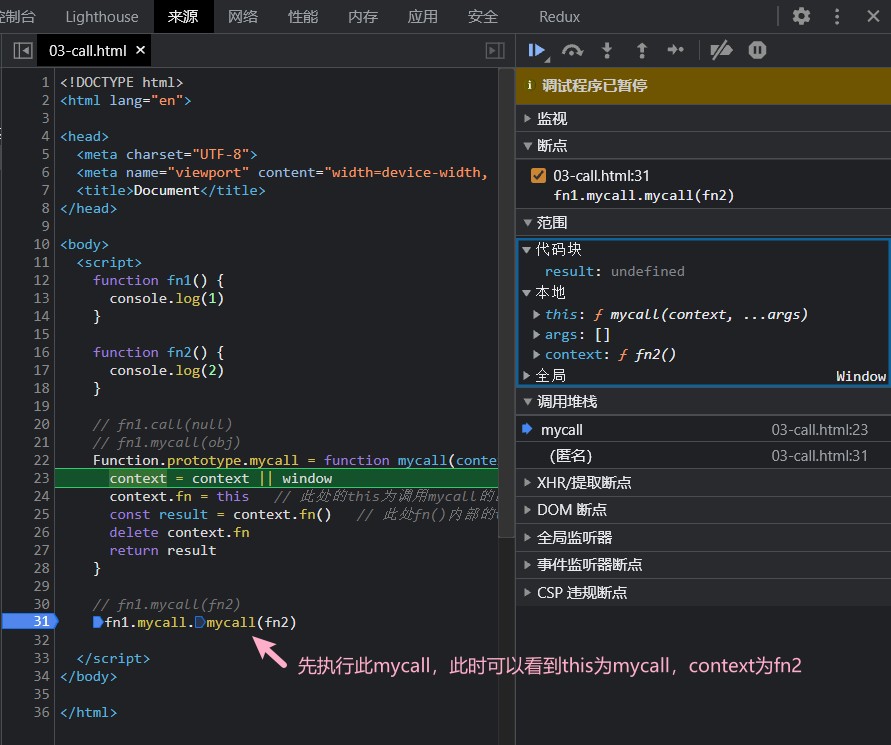 控制台 Lighthouse 来源 网络 性能 内存 应用 安全 Redux
03-call.html ×
调试程序已暂停
1 <!DOCTYPE html>
2 <html lang="en">
3
4 <head>
5 <meta charset="UTF-8">
6 <meta name="viewport" content="width=device-width,
7 <title>Document</title>
8 </head>
9
10 <body>
11 <script>
12 function fn1() {
13 console.log(1)
14 }
15
16 function fn2() {
17 console.log(2)
18 }
19
20 // fn1.call(null)
21 // fn1.mycall(obj)
22 Function.prototype.mycall = function mycall(conte
23 context = context || window
24 context.fn = this // 此处的this为调用mycall的
25 const result = context.fn() // 此处fn()内部的
26 delete context.fn
27 return result
28 }
29
30 // fn1.mycall(fn2)
31 fn1.mycall.mycall(fn2)
32
33 </script>
34 </body>
35
36 </html>
监视
断点
03-call.html:31
fn1.mycall.mycall(fn2)
范围
代码块
result: undefined
本地
this: ƒ mycall(context, ...args)
args: []
context: ƒ fn2()
全局 Window
调用堆栈
mycall 03-call.html:23
(匿名) 03-call.html:31
XHR/提取断点
DOM 断点
全局监听器
事件监听器断点
CSP 违规断点
先执行此mycall，此时可以看到this为mycall，context为fn2